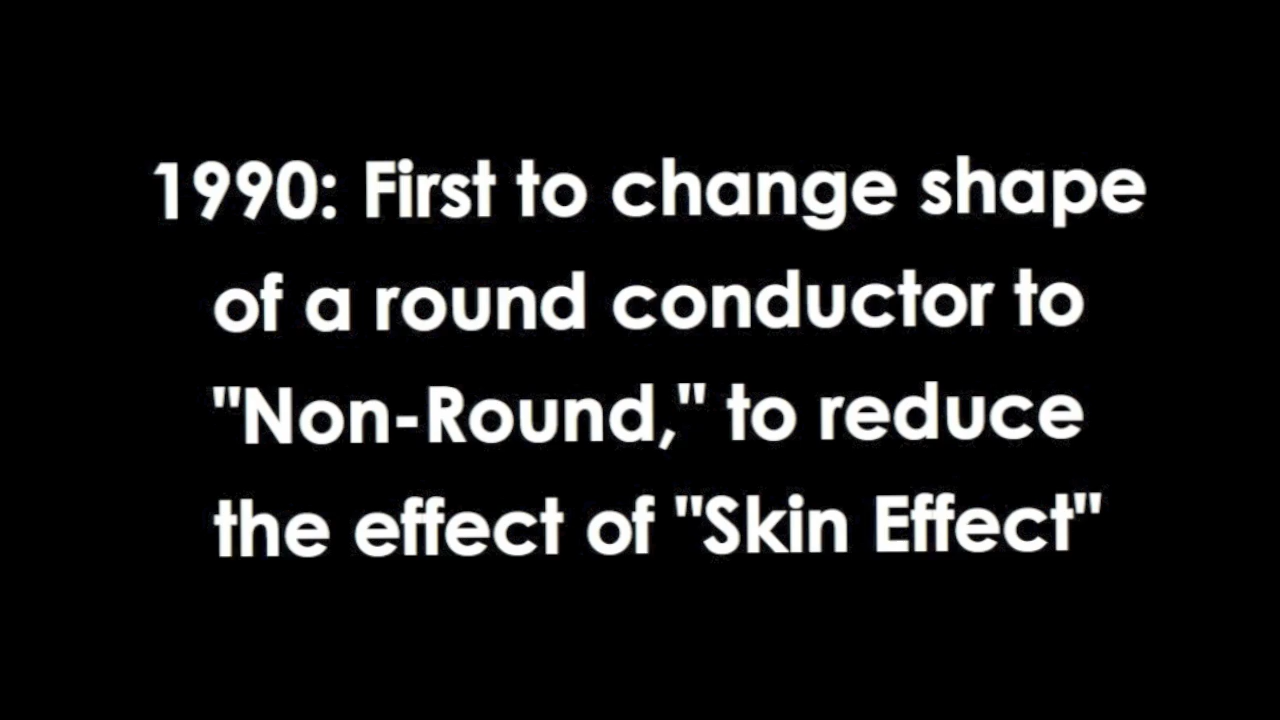 1990: First to change shape
of a round conductor to
"Non-Round," to reduce
the effect of "Skin Effect"